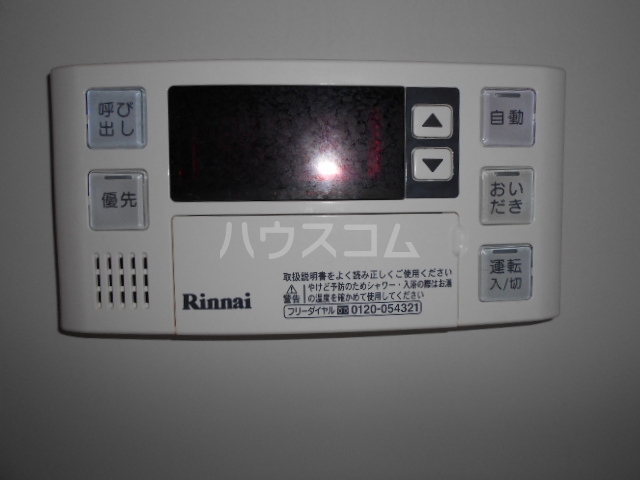 呼び
出し
優先
自動
おい
だき
運転
入/切
ハウスコム
取扱説明書をよく読み正しくご使用ください
警告
やけど予防のためシャワー・入浴の際はお湯
の温度を確かめて使用してください
フリーダイヤル 0120-054321
Rinnai